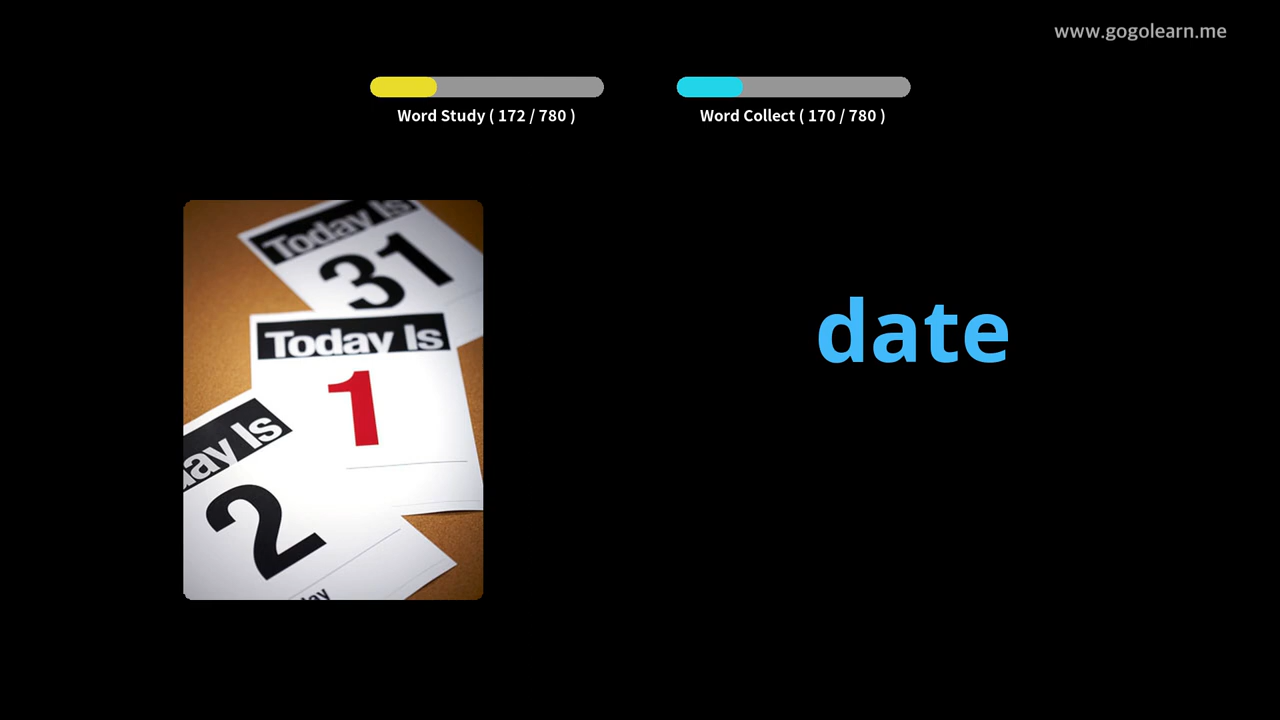 www.gogolearn.me
Word Study ( 172 / 780 )
Word Collect ( 170 / 780 )
Today Is
31
Today Is
1
day Is
2
date